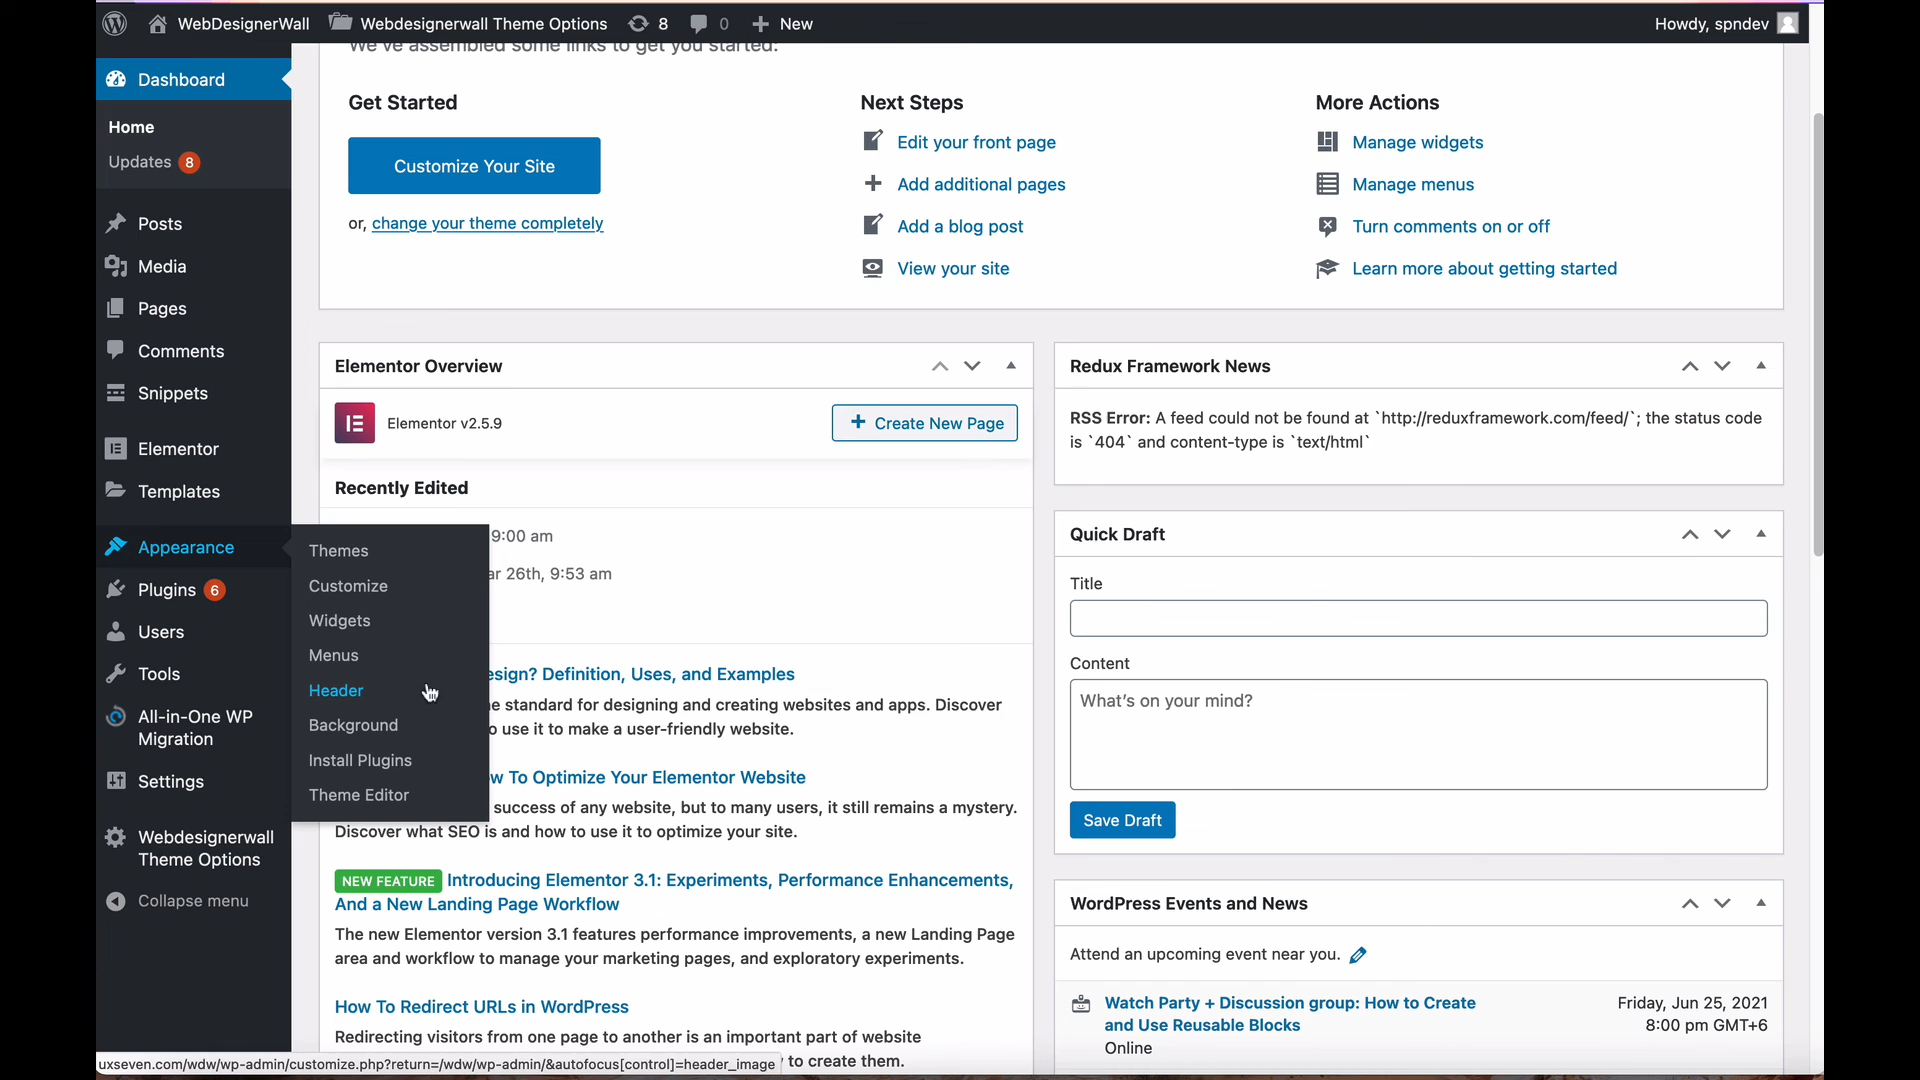 WebDesignerWall
Webdesignerwall Theme Options
8
0
New
Howdy, spndev
We've assembled some links to get you started:
Dashboard
Home
Updates 8
Posts
Media
Pages
Comments
Snippets
Elementor
Templates
Appearance
Plugins 6
Users
Tools
All-in-One WP
Migration
Settings
Webdesignerwall
Theme Options
Collapse menu
Themes
Customize
Widgets
Menus
Header
Background
Install Plugins
Theme Editor
Get Started
Customize Your Site
or, change your theme completely
Next Steps
Edit your front page
Add additional pages
Add a blog post
View your site
More Actions
Manage widgets
Manage menus
Turn comments on or off
Learn more about getting started
Elementor Overview
Elementor v2.5.9
Create New Page
Recently Edited
9:00 am
26th, 9:53 am
Definition, Uses, and Examples
standard for designing and creating websites and apps. Discover
use it to make a user-friendly website.
To Optimize Your Elementor Website
success of any website, but to many users, it still remains a mystery.
Discover what SEO is and how to use it to optimize your site.
NEW FEATURE Introducing Elementor 3.1: Experiments, Performance Enhancements,
And a New Landing Page Workflow
The new Elementor version 3.1 features performance improvements, a new Landing Page
area and workflow to manage your marketing pages, and exploratory experiments.
How To Redirect URLs in WordPress
Redirecting visitors from one page to another is an important part of website
to create them.
Redux Framework News
RSS Error: A feed could not be found at `http://reduxframework.com/feed/`; the status code
is `404` and content-type is `text/html`
Quick Draft
Title
Content
What's on your mind?
Save Draft
WordPress Events and News
Attend an upcoming event near you.
Watch Party + Discussion group: How to Create
and Use Reusable Blocks
Online
Friday, Jun 25, 2021
8:00 pm GMT+6
uxseven.com/wdw/wp-admin/customize.php?return=/wdw/wp-admin/&autofocus[control]=header_image